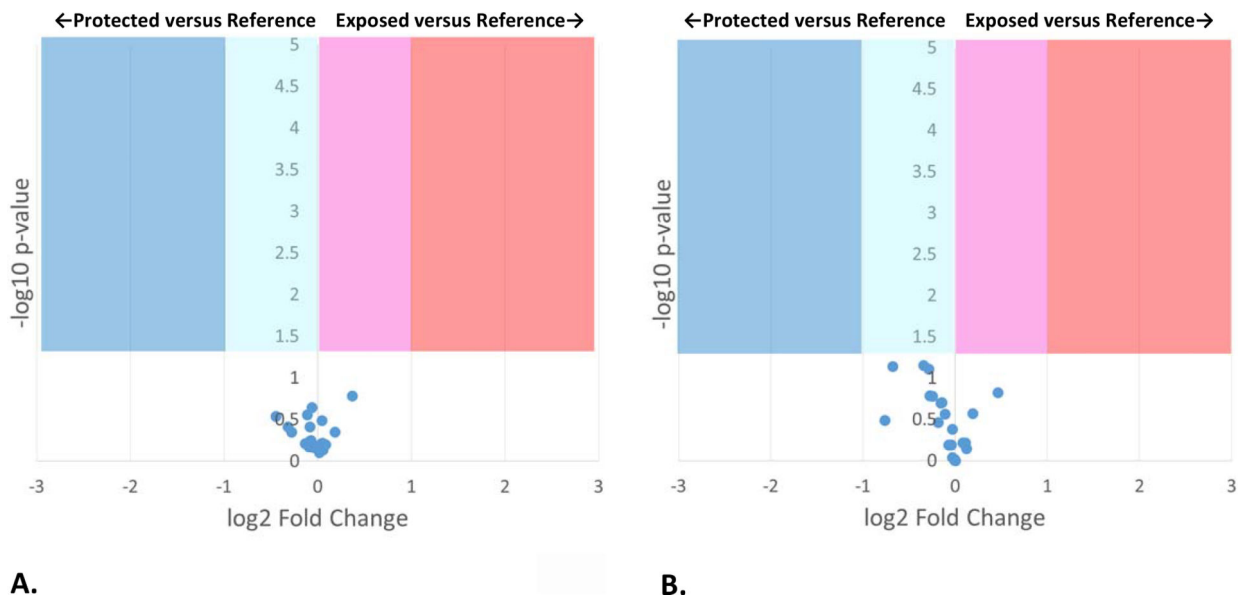 ←Protected versus Reference Exposed versus Reference→
5
4.5
4
3.5
3
2.5
2
1.5
1
0.5
0
-log10 p-value
-3 -2 -1 0 1 2 3
log2 Fold Change
A.
←Protected versus Reference Exposed versus Reference→
5
4.5
4
3.5
3
2.5
2
1.5
1
0.5
0
-log10 p-value
-3 -2 -1 0 1 2 3
log2 Fold Change
B.